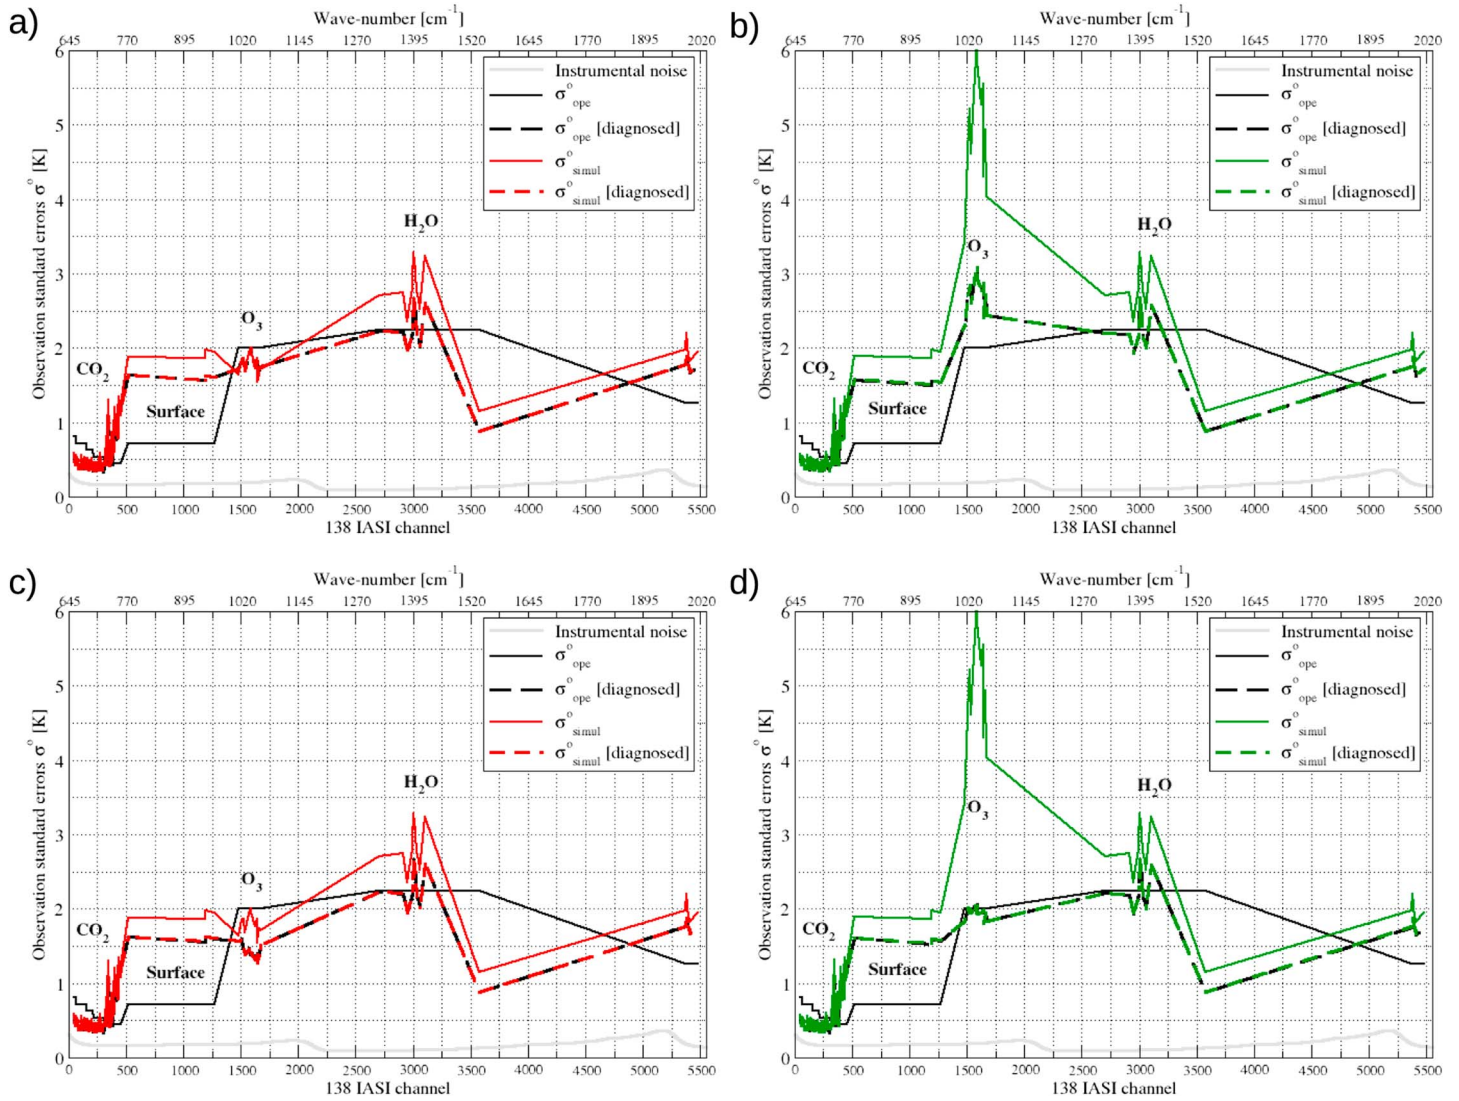 a)
Wave-number [cm-1]
645 770 895 1020 1145 1270 1395 1520 1645 1770 1895 2020
Observation standard errors σo [K]
6
5
4
3
2
1
0
Instrumental noise
σoope
σoope [diagnosed]
σosimul
σosimul [diagnosed]
H2O
O3
CO2
Surface
0 500 1000 1500 2000 2500 3000 3500 4000 4500 5000 5500
138 IASI channel
b)
Wave-number [cm-1]
645 770 895 1020 1145 1270 1395 1520 1645 1770 1895 2020
Observation standard errors σo [K]
6
5
4
3
2
1
0
Instrumental noise
σoope
σoope [diagnosed]
σosimul
σosimul [diagnosed]
H2O
O3
CO2
Surface
0 500 1000 1500 2000 2500 3000 3500 4000 4500 5000 5500
138 IASI channel
c)
Wave-number [cm-1]
645 770 895 1020 1145 1270 1395 1520 1645 1770 1895 2020
Observation standard errors σo [K]
6
5
4
3
2
1
0
Instrumental noise
σoope
σoope [diagnosed]
σosimul
σosimul [diagnosed]
H2O
O3
CO2
Surface
0 500 1000 1500 2000 2500 3000 3500 4000 4500 5000 5500
138 IASI channel
d)
Wave-number [cm-1]
645 770 895 1020 1145 1270 1395 1520 1645 1770 1895 2020
Observation standard errors σo [K]
6
5
4
3
2
1
0
Instrumental noise
σoope
σoope [diagnosed]
σosimul
σosimul [diagnosed]
H2O
O3
CO2
Surface
0 500 1000 1500 2000 2500 3000 3500 4000 4500 5000 5500
138 IASI channel